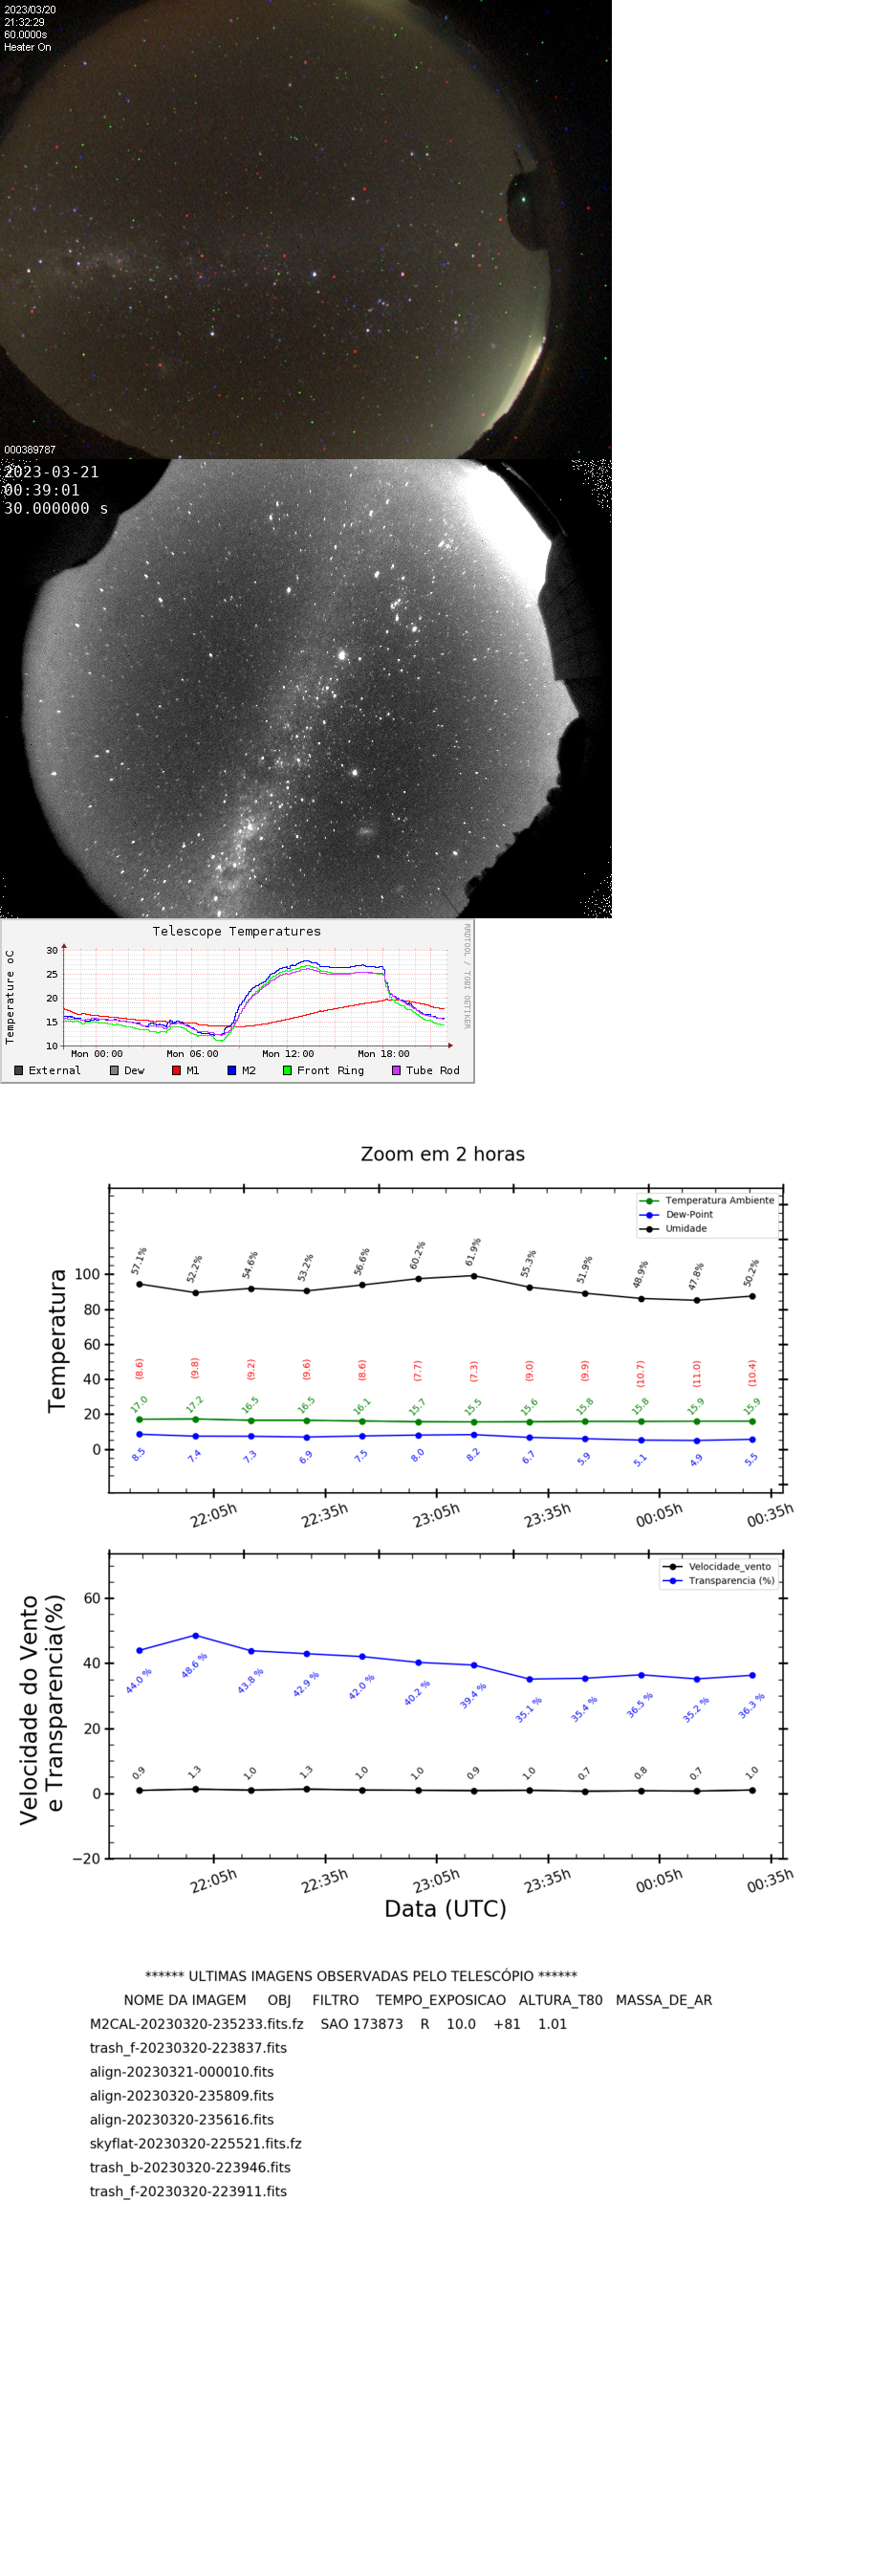 2023/03/20
21:32:29
60.0000s
Heater On
000389787
2023-03-21
00:39:01
30.000000 s
Telescope Temperatures
RRDTOOL / TOBI OETIKER
Temperature oC
30
25
20
15
10
Mon 00:00 Mon 06:00 Mon 12:00 Mon 18:00
External Dew M1 M2 Front Ring Tube Rod
Zoom em 2 horas
Temperatura Ambiente
Dew-Point
Umidade
Temperatura
100
80
60
40
20
0
57.1% 52.2% 54.6% 53.2% 56.6% 60.2% 61.9% 55.3% 51.9% 48.9% 47.8% 50.2%
(8.6) (9.8) (9.2) (9.6) (8.6) (7.7) (7.3) (9.0) (9.9) (10.7) (11.0) (10.4)
17.0 17.2 16.5 16.5 16.1 15.7 15.5 15.6 15.8 15.8 15.9 15.9
8.5 7.4 7.3 6.9 7.5 8.0 8.2 6.7 5.9 5.1 4.9 5.5
22:05h 22:35h 23:05h 23:35h 00:05h 00:35h
Velocidade_vento
Transparencia (%)
Velocidade do Vento
e Transparencia(%)
60
40
20
0
−20
44.0 % 48.6 % 43.8 % 42.9 % 42.0 % 40.2 % 39.4 % 35.1 % 35.4 % 36.5 % 35.2 % 36.3 %
0.9 1.3 1.0 1.3 1.0 1.0 0.9 1.0 0.7 0.8 0.7 1.0
22:05h 22:35h 23:05h 23:35h 00:05h 00:35h
Data (UTC)
****** ULTIMAS IMAGENS OBSERVADAS PELO TELESCÓPIO ******
NOME DA IMAGEM OBJ FILTRO TEMPO_EXPOSICAO ALTURA_T80 MASSA_DE_AR
M2CAL-20230320-235233.fits.fz SAO 173873 R 10.0 +81 1.01
trash_f-20230320-223837.fits
align-20230321-000010.fits
align-20230320-235809.fits
align-20230320-235616.fits
skyflat-20230320-225521.fits.fz
trash_b-20230320-223946.fits
trash_f-20230320-223911.fits